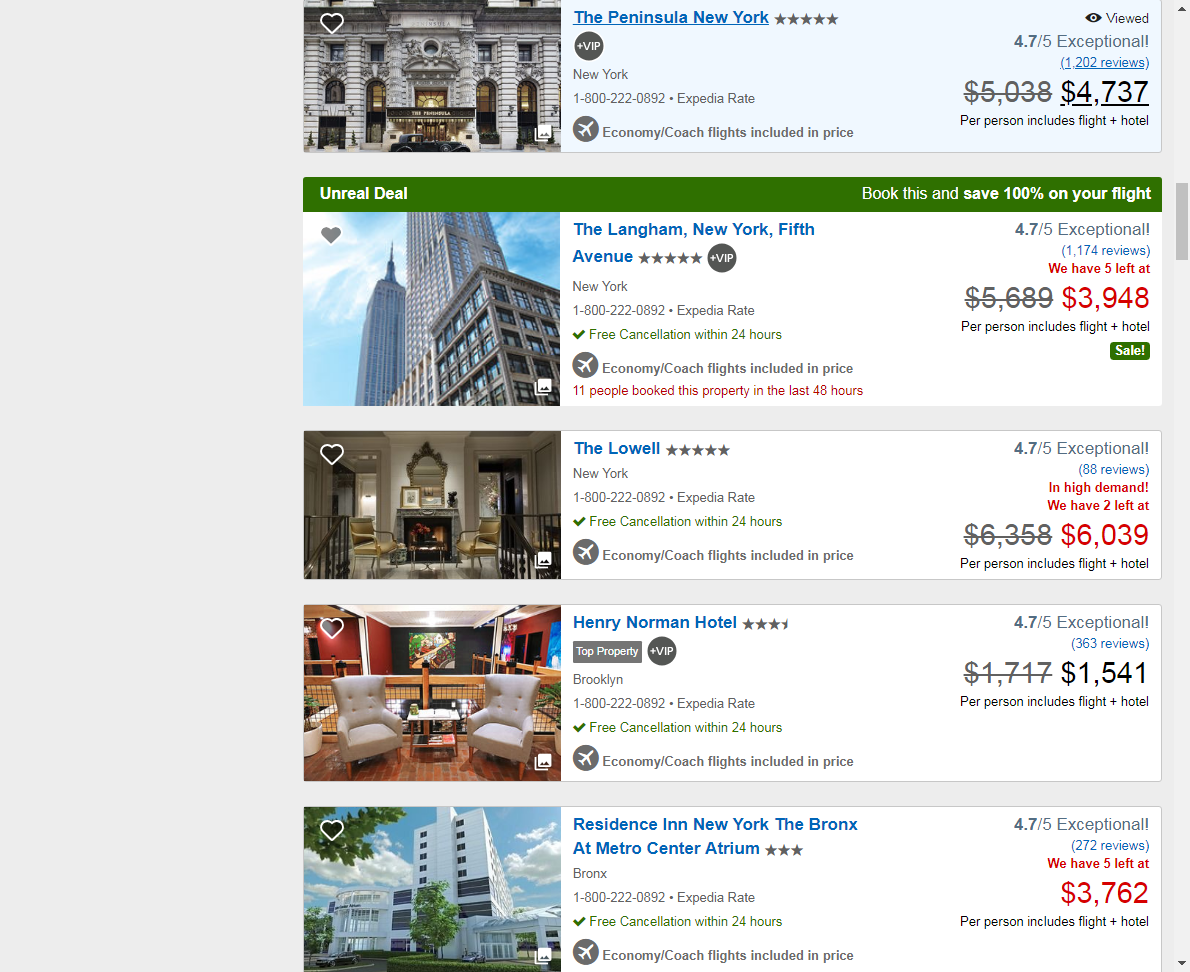 The Peninsula New York
+VIP
New York
1-800-222-0892 • Expedia Rate
Economy/Coach flights included in price
Viewed
4.7/5 Exceptional!
(1,202 reviews)
$5,038 $4,737
Per person includes flight + hotel
THE PENINSULA
Unreal Deal
Book this and save 100% on your flight
The Langham, New York, Fifth
Avenue +VIP
New York
1-800-222-0892 • Expedia Rate
Free Cancellation within 24 hours
Economy/Coach flights included in price
11 people booked this property in the last 48 hours
4.7/5 Exceptional!
(1,174 reviews)
We have 5 left at
$5,689 $3,948
Per person includes flight + hotel
Sale!
The Lowell
New York
1-800-222-0892 • Expedia Rate
Free Cancellation within 24 hours
Economy/Coach flights included in price
4.7/5 Exceptional!
(88 reviews)
In high demand!
We have 2 left at
$6,358 $6,039
Per person includes flight + hotel
Henry Norman Hotel
Top Property +VIP
Brooklyn
1-800-222-0892 • Expedia Rate
Free Cancellation within 24 hours
Economy/Coach flights included in price
4.7/5 Exceptional!
(363 reviews)
$1,717 $1,541
Per person includes flight + hotel
Residence Inn New York The Bronx
At Metro Center Atrium
Bronx
1-800-222-0892 • Expedia Rate
Free Cancellation within 24 hours
Economy/Coach flights included in price
4.7/5 Exceptional!
(272 reviews)
We have 5 left at
$3,762
Per person includes flight + hotel